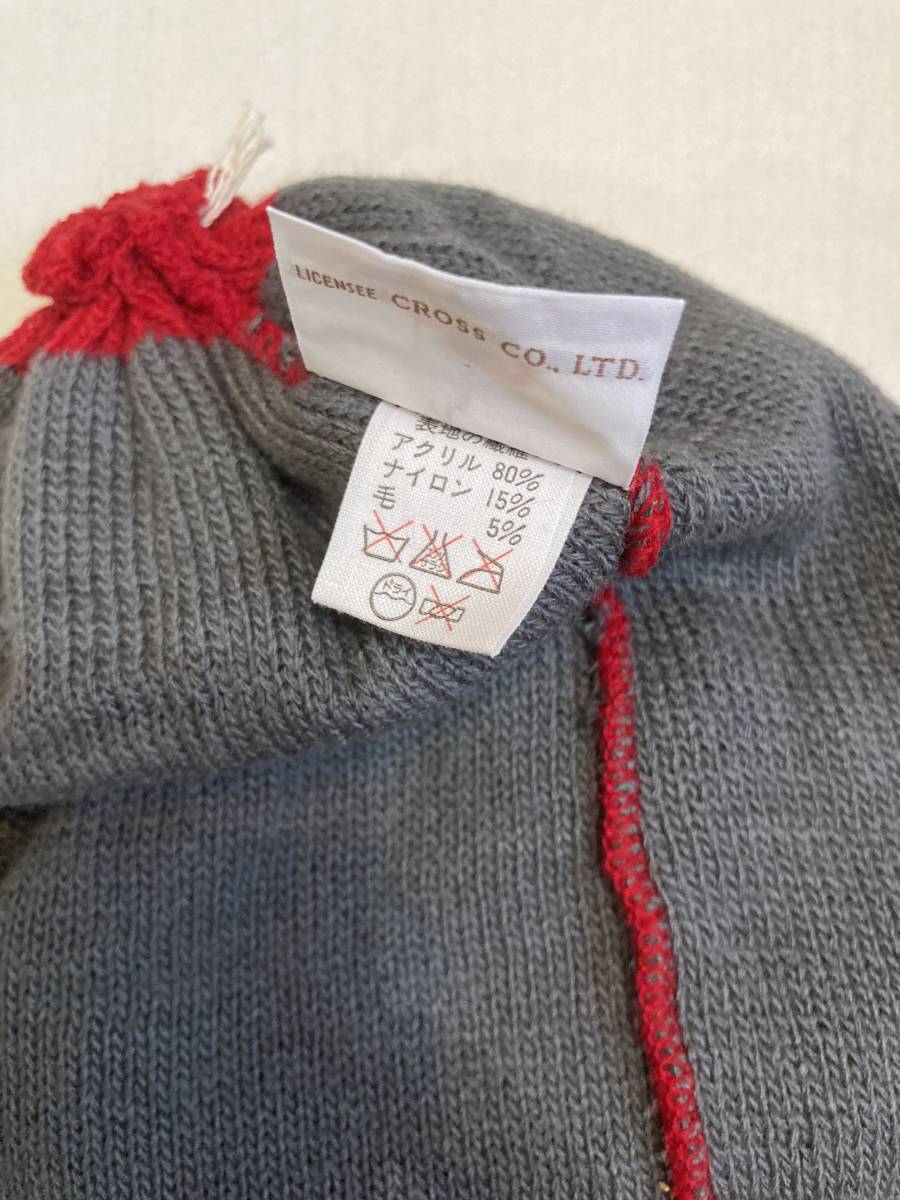 LICENSEE CROSS CO., LTD.
表地の繊維
アクリル 80%
ナイロン 15%
毛 5%
ドライ